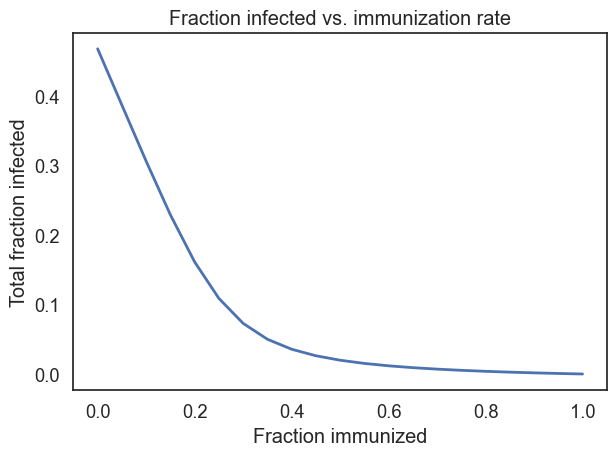 Fraction infected vs. immunization rate
Total fraction infected
0.4
0.3
0.2
0.1
0.0
0.0 0.2 0.4 0.6 0.8 1.0
Fraction immunized